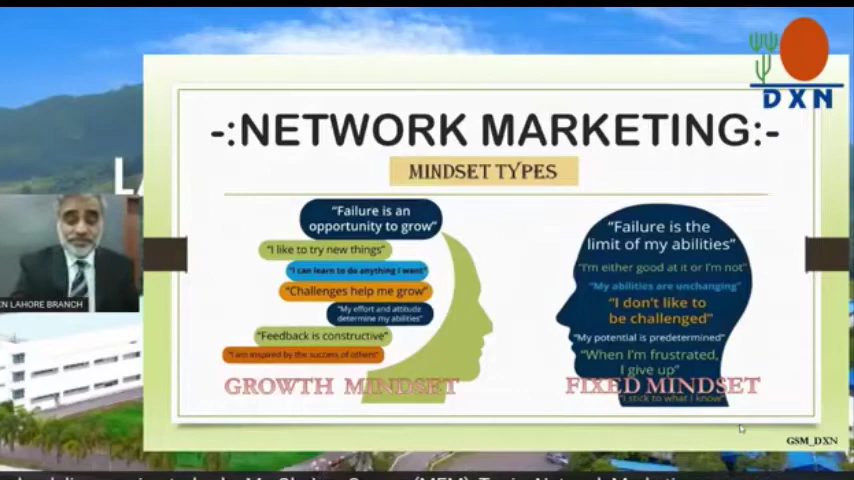 DXN
-:NETWORK MARKETING:-
MINDSET TYPES
"Failure is an
opportunity to grow"
"I like to try new things"
"I can learn to do anything I want"
"Challenges help me grow"
"My effort and attitude
determine my abilities"
"Feedback is constructive"
"I am inspired by the success of others"
GROWTH MINDSET
"Failure is the
limit of my abilities"
"I'm either good at it or I'm not"
"My abilities are unchanging"
"I don't like to
be challenged"
"My potential is predetermined"
"When I'm frustrated,
I give up"
FIXED MINDSET
"I stick to what I know"
LAHORE BRANCH
GSM_DXN